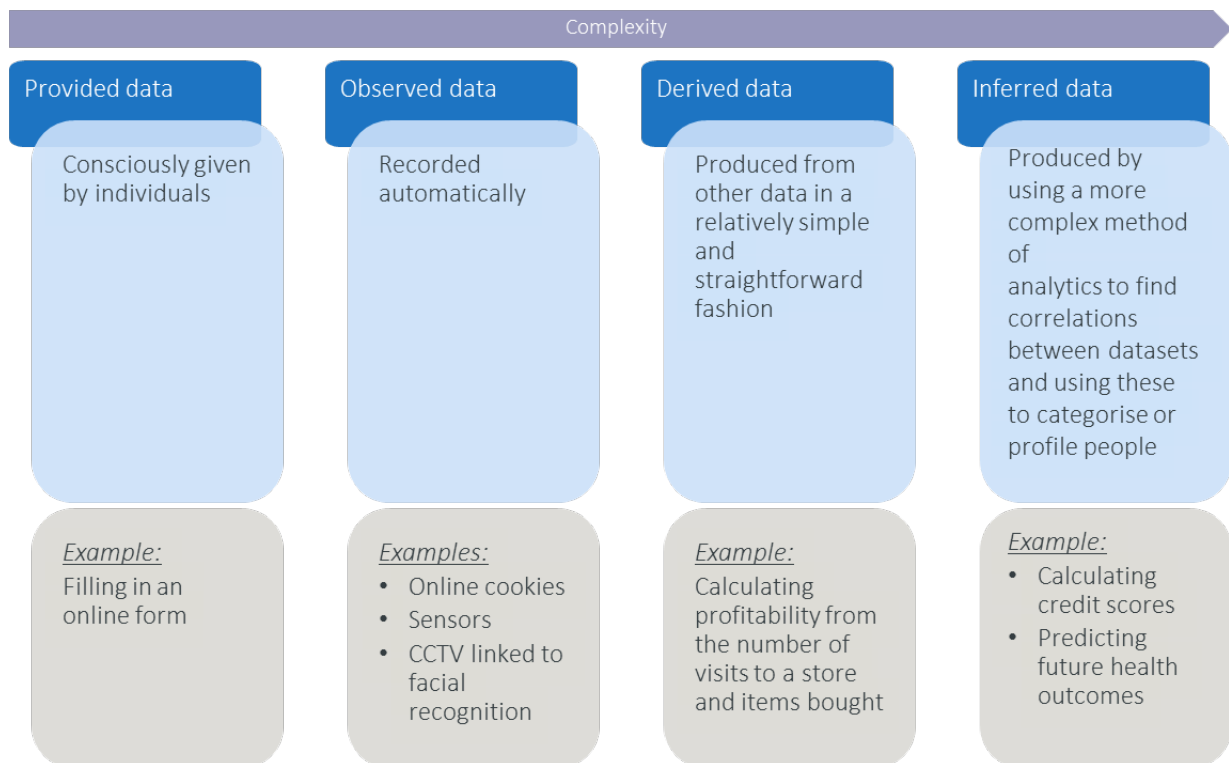 Complexity
Provided data
Consciously given
by individuals
Example:
Filling in an
online form
Observed data
Recorded
automatically
Examples:
• Online cookies
• Sensors
• CCTV linked to
facial
recognition
Derived data
Produced from
other data in a
relatively simple
and
straightforward
fashion
Example:
Calculating
profitability from
the number of
visits to a store
and items bought
Inferred data
Produced by
using a more
complex method
of
analytics to find
correlations
between datasets
and using these
to categorise or
profile people
Example:
• Calculating
credit scores
• Predicting
future health
outcomes